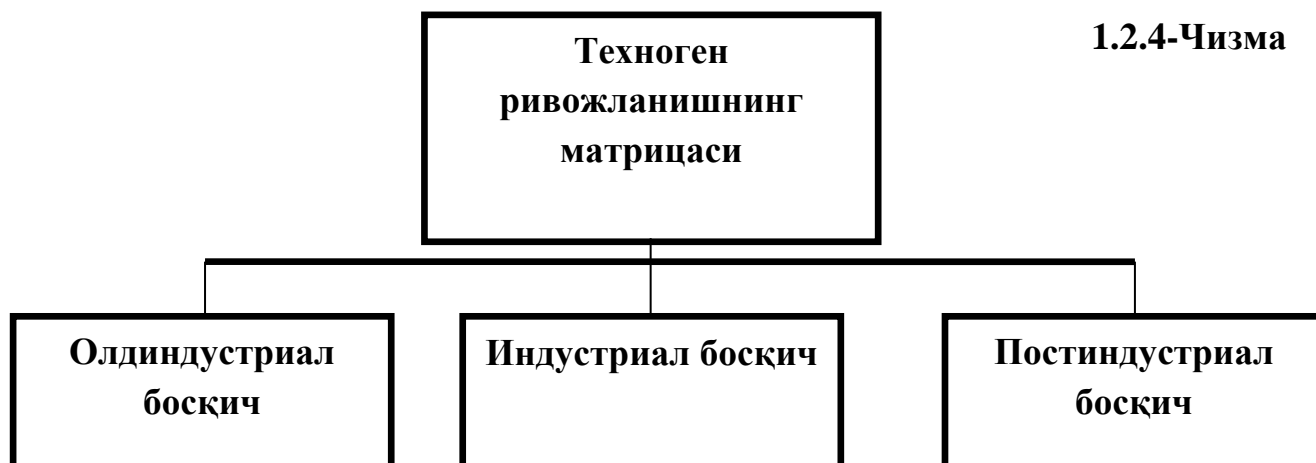 1.2.4-Чизма
Техноген
ривожланишнинг
матрицаси
Олдиндустриал
босқич
Индустриал босқич
Постиндустриал
босқич